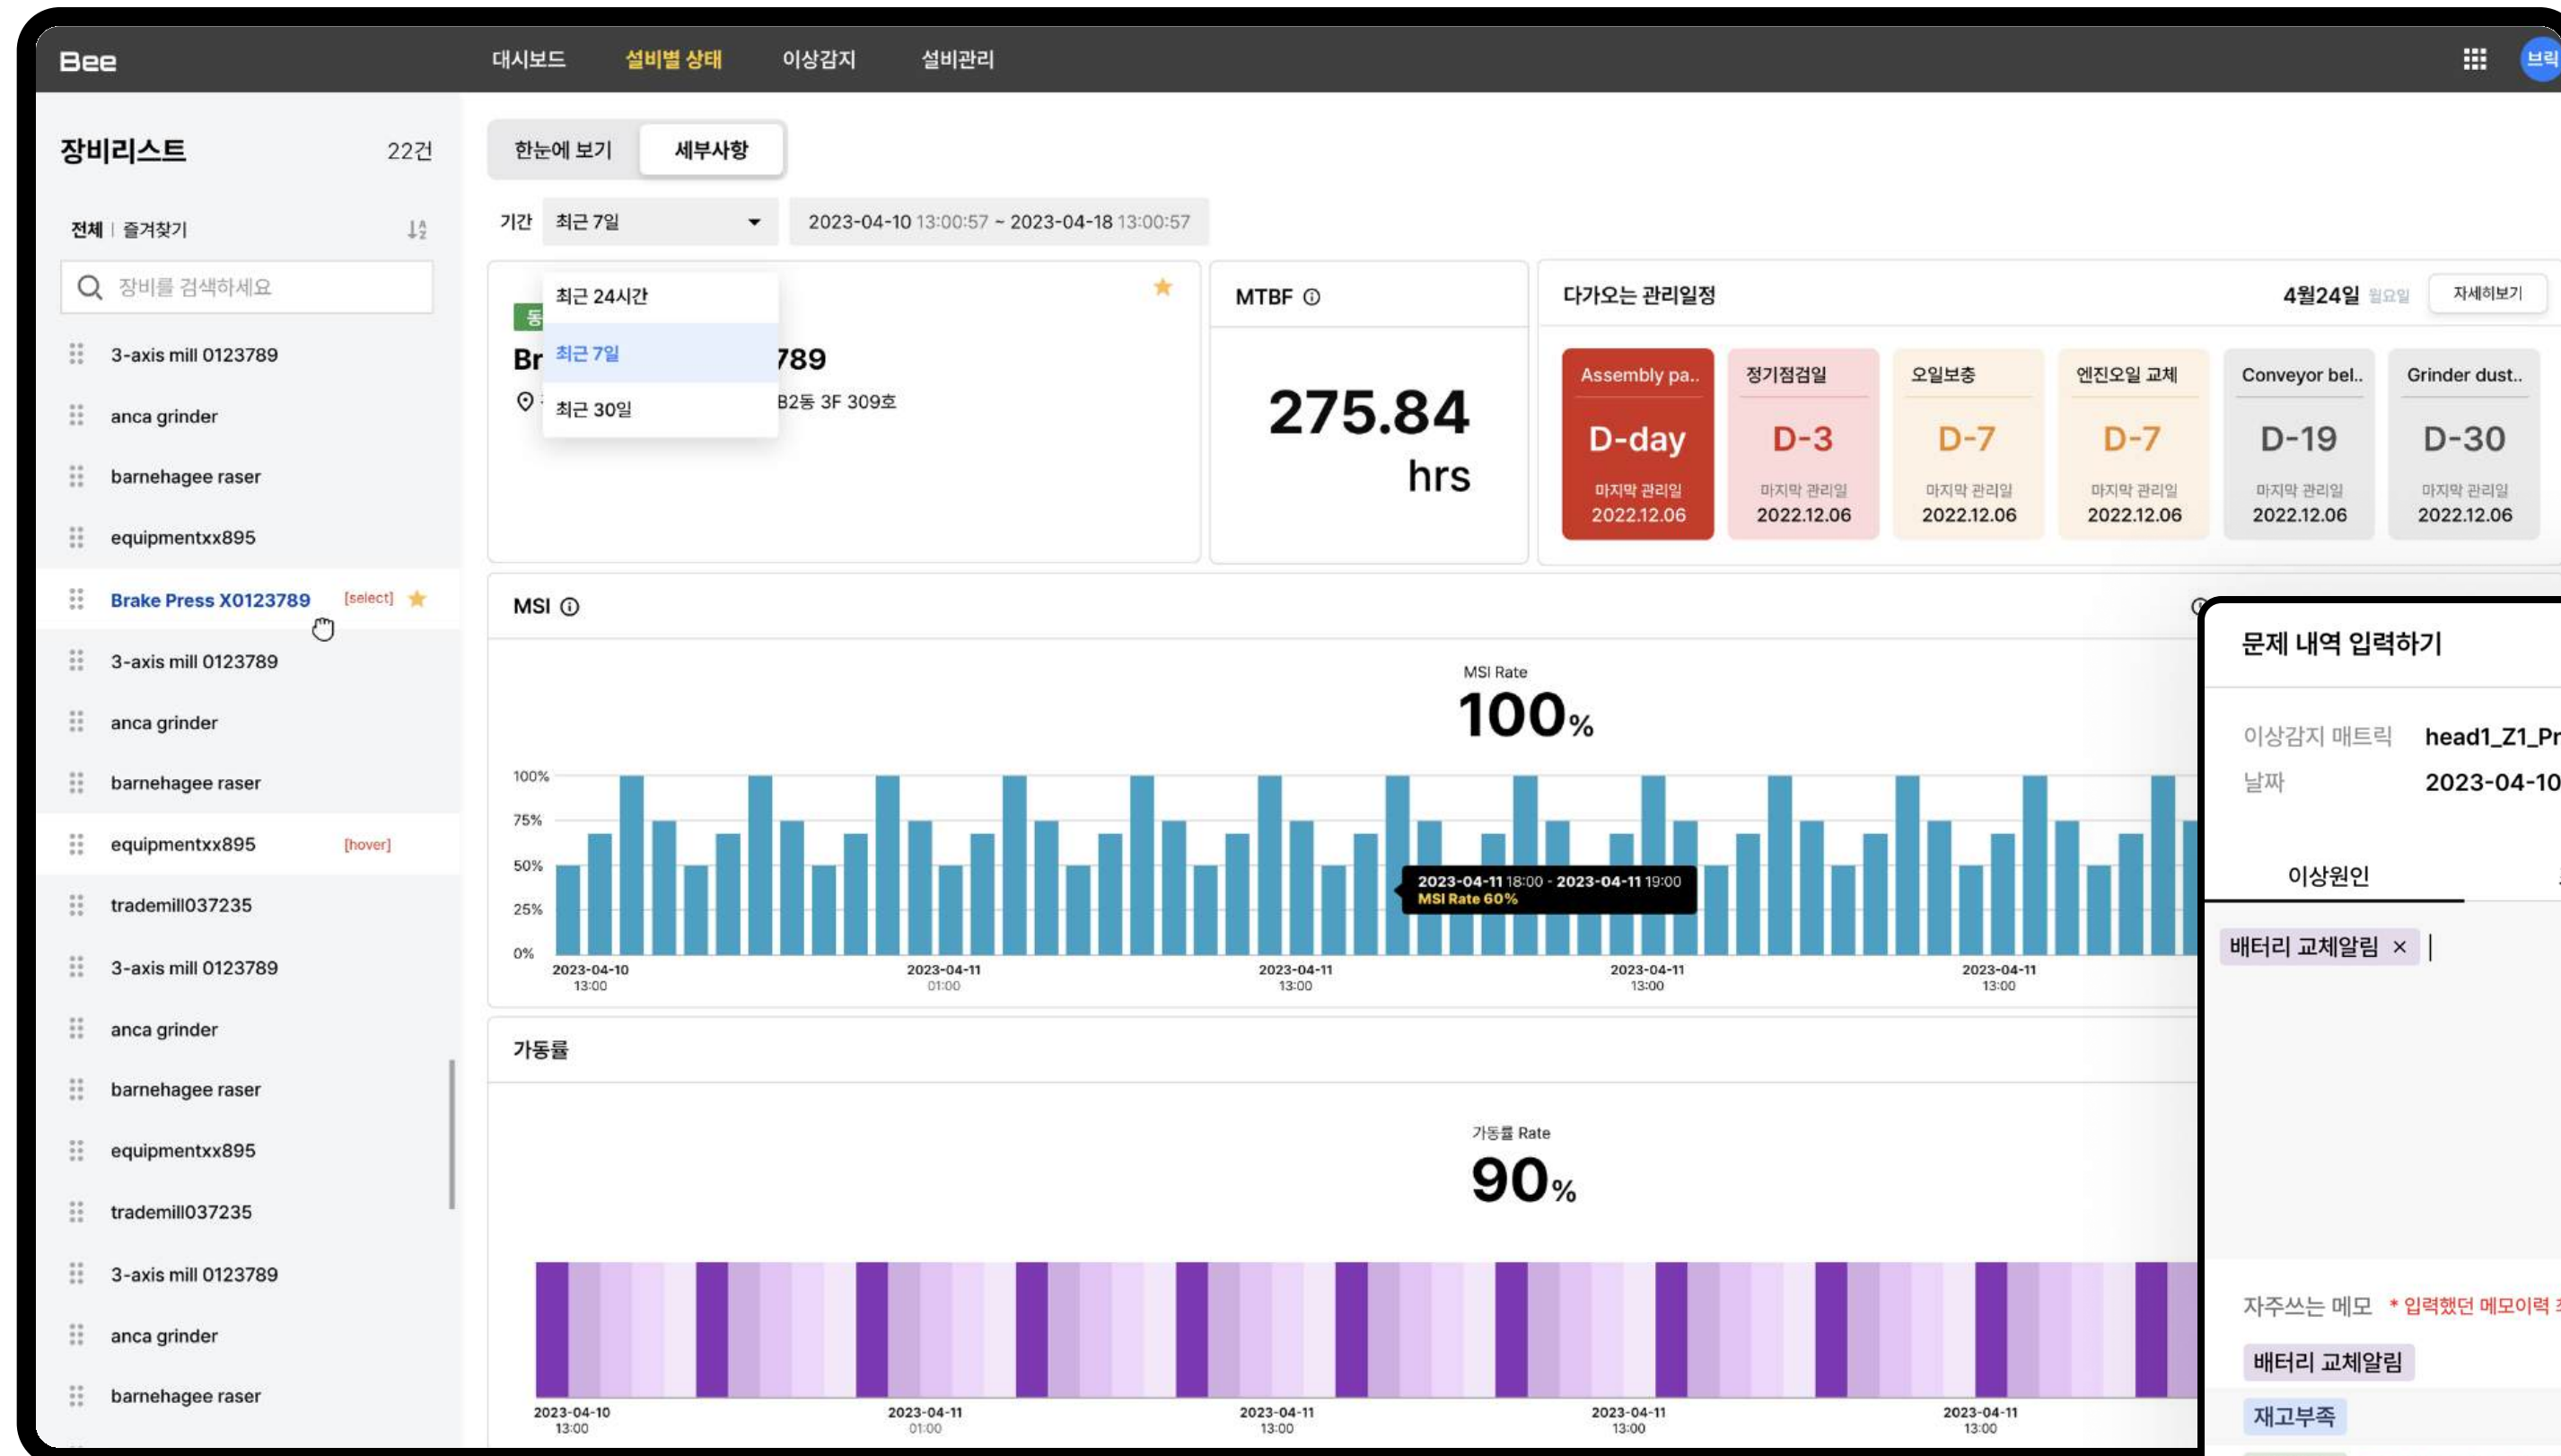 Bee
대시보드 설비별 상태 이상감지 설비관리
브릭
장비리스트 22건
전체 | 즐겨찾기
장비를 검색하세요
3-axis mill 0123789
anca grinder
barnehagee raser
equipmentxx895
Brake Press X0123789 [select]
3-axis mill 0123789
anca grinder
barnehagee raser
equipmentxx895 [hover]
trademill037235
3-axis mill 0123789
anca grinder
barnehagee raser
equipmentxx895
trademill037235
3-axis mill 0123789
anca grinder
barnehagee raser
한눈에 보기 세부사항
기간 최근 7일 2023-04-10 13:00:57 ~ 2023-04-18 13:00:57
최근 24시간
최근 7일
최근 30일
동
Br 789
B2동 3F 309호
MTBF
275.84
hrs
다가오는 관리일정 4월24일 월요일 자세히보기
Assembly pa..
D-day
마지막 관리일
2022.12.06
정기점검일
D-3
마지막 관리일
2022.12.06
오일보충
D-7
마지막 관리일
2022.12.06
엔진오일 교체
D-7
마지막 관리일
2022.12.06
Conveyor bel..
D-19
마지막 관리일
2022.12.06
Grinder dust..
D-30
마지막 관리일
2022.12.06
MSI
MSI Rate
100%
100%
75%
50%
25%
0%
2023-04-11 18:00 - 2023-04-11 19:00
MSI Rate 60%
2023-04-10 2023-04-11 2023-04-11 2023-04-11 2023-04-11
13:00 01:00 13:00 13:00 13:00
가동률
가동률 Rate
90%
2023-04-10 2023-04-11 2023-04-11 2023-04-11 2023-04-11
13:00 01:00 13:00 13:00 13:00
문제 내역 입력하기
이상감지 매트릭 head1_Z1_Pr
날짜 2023-04-10
이상원인
배터리 교체알림 ×
자주쓰는 메모 * 입력했던 메모이력
배터리 교체알림
재고부족